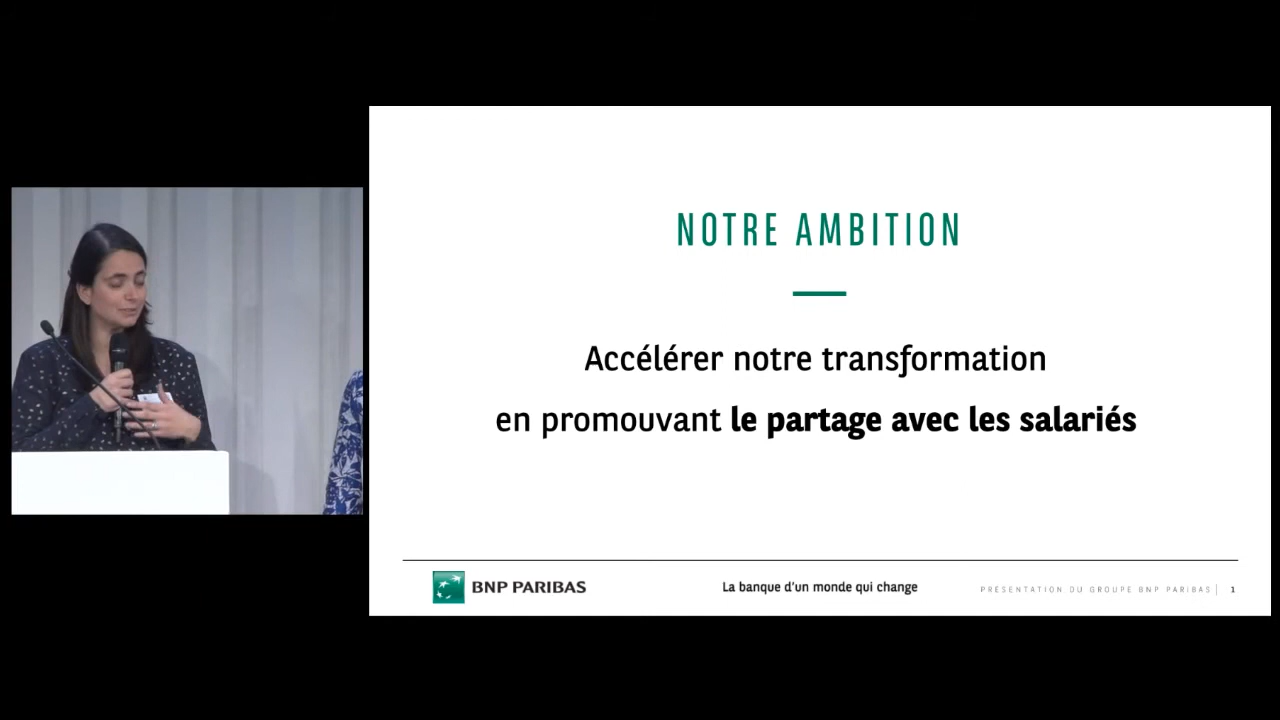 NOTRE AMBITION
Accélérer notre transformation
en promouvant le partage avec les salariés
BNP PARIBAS
La banque d'un monde qui change
PRESENTATION DU GROUPE BNP PARIBAS | 1